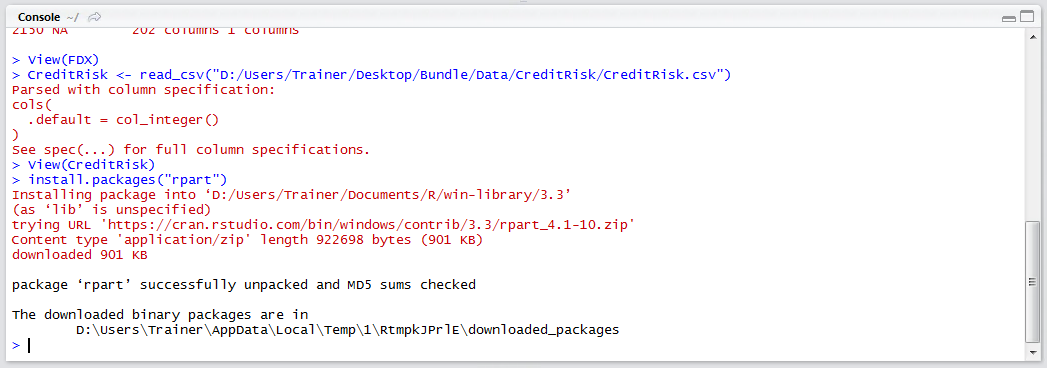 Console ~/
2150 NA 202 columns 1 columns
> View(FDX)
> CreditRisk <- read_csv("D:/Users/Trainer/Desktop/Bundle/Data/CreditRisk/CreditRisk.csv")
Parsed with column specification:
cols(
  .default = col_integer()
)
See spec(...) for full column specifications.
> View(CreditRisk)
> install.packages("rpart")
Installing package into ‘D:/Users/Trainer/Documents/R/win-library/3.3’
(as ‘lib’ is unspecified)
trying URL 'https://cran.rstudio.com/bin/windows/contrib/3.3/rpart_4.1-10.zip'
Content type 'application/zip' length 922698 bytes (901 KB)
downloaded 901 KB
package ‘rpart’ successfully unpacked and MD5 sums checked
The downloaded binary packages are in
        D:\Users\Trainer\AppData\Local\Temp\1\RtmpkJPrlE\downloaded_packages
>